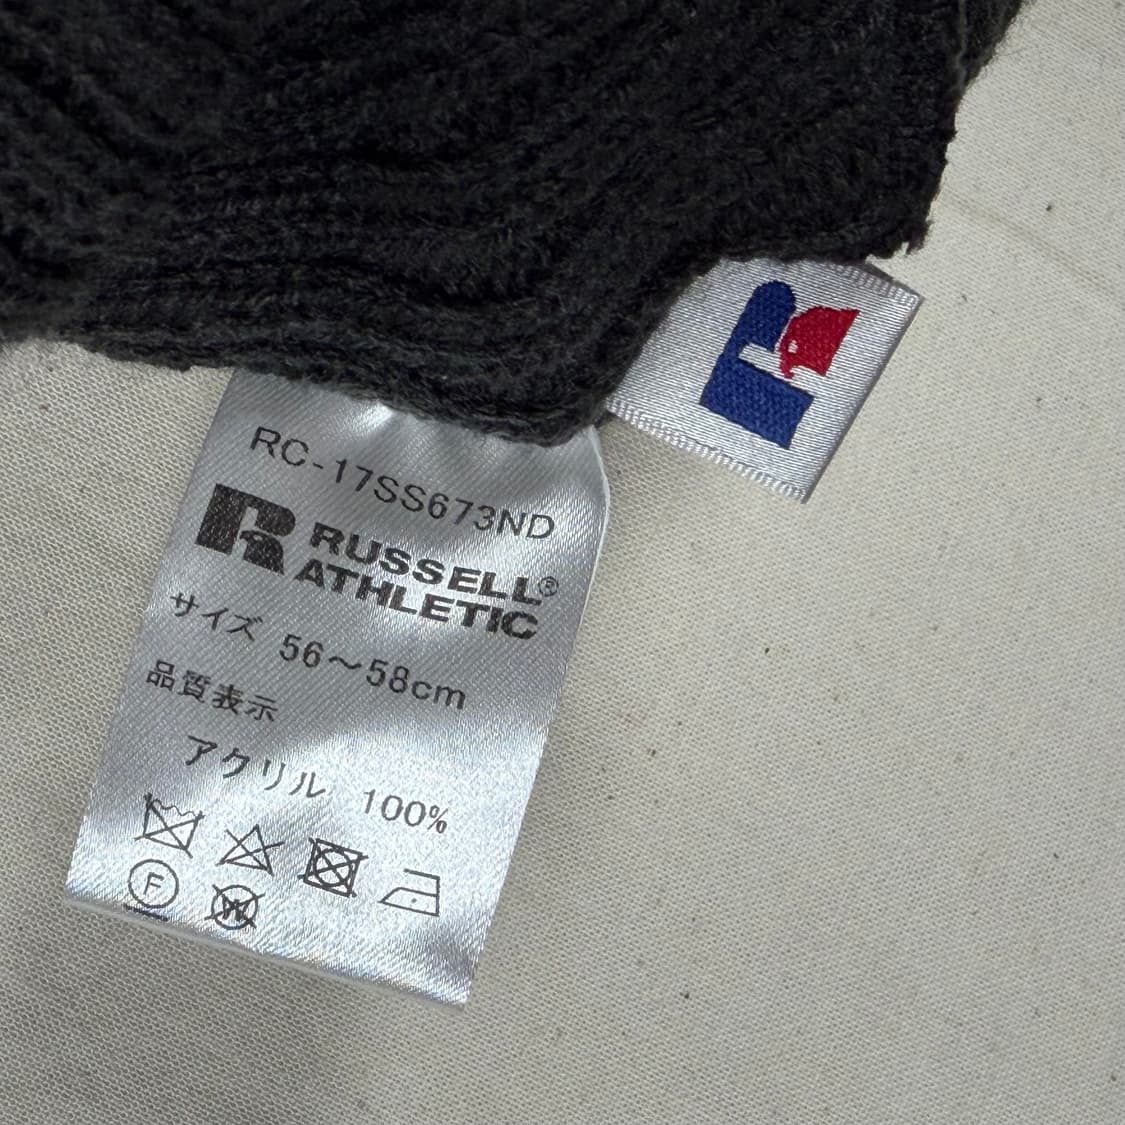 RC-17SS673ND
RUSSELL®
ATHLETIC
サイズ 56〜58cm
品質表示
アクリル 100%
F
W